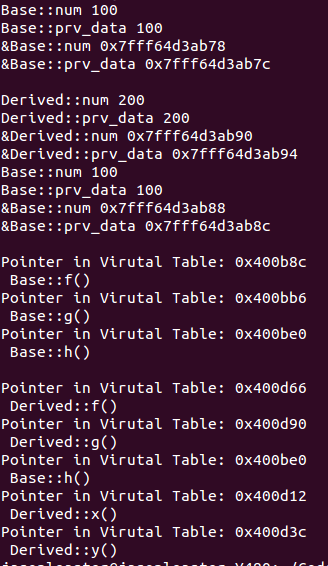 Base::num 100
Base::prv_data 100
&Base::num 0x7fff64d3ab78
&Base::prv_data 0x7fff64d3ab7c
Derived::num 200
Derived::prv_data 200
&Derived::num 0x7fff64d3ab90
&Derived::prv_data 0x7fff64d3ab94
Base::num 100
Base::prv_data 100
&Base::num 0x7fff64d3ab88
&Base::prv_data 0x7fff64d3ab8c
Pointer in Virutal Table: 0x400b8c
Base::f()
Pointer in Virutal Table: 0x400bb6
Base::g()
Pointer in Virutal Table: 0x400be0
Base::h()
Pointer in Virutal Table: 0x400d66
Derived::f()
Pointer in Virutal Table: 0x400d90
Derived::g()
Pointer in Virutal Table: 0x400be0
Base::h()
Pointer in Virutal Table: 0x400d12
Derived::x()
Pointer in Virutal Table: 0x400d3c
Derived::y()